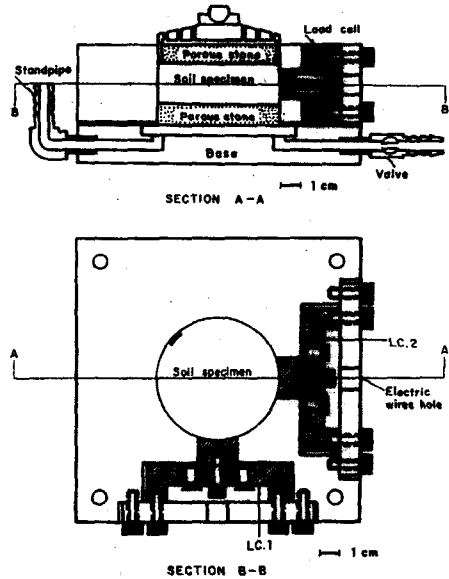 Load cell
Porous stone
Standpipe
Soil specimen
B
B
Porous stone
Base
Valve
SECTION A-A
1 cm
A
A
LC.2
Soil specimen
Electric
wires hole
LC.1
1 cm
SECTION B-B